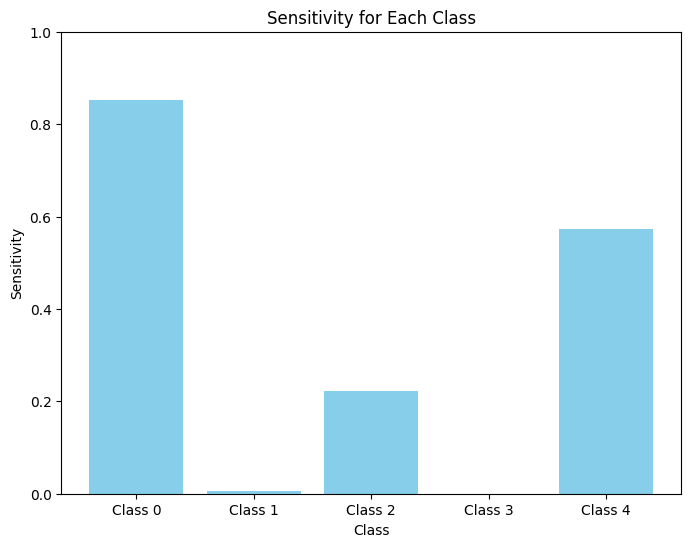 Sensitivity for Each Class
1.0
0.8
0.6
0.4
0.2
0.0
Sensitivity
Class 0
Class 1
Class 2
Class 3
Class 4
Class